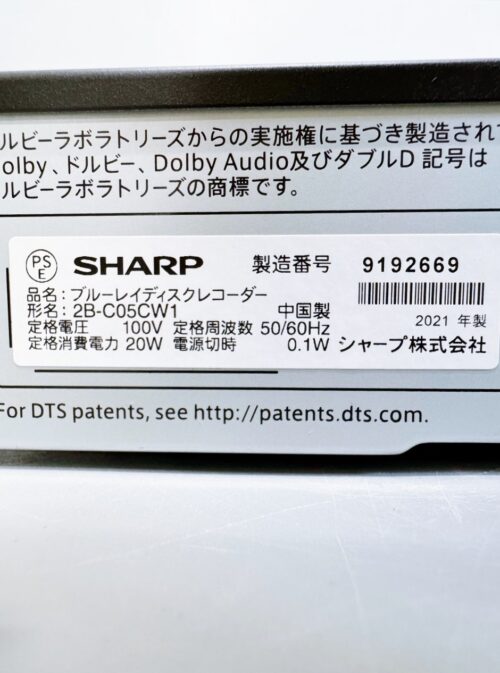 ルビーラボラトリーズからの実施権に基づき製造され
olby、ドルビー、Dolby Audio及びダブルD 記号は
ルビーラボラトリーズの商標です。
PS
E
SHARP 製造番号 9192669
品名：ブルーレイディスクレコーダー
形名：2B-C05CW1 中国製
2021 年製
定格電圧 100V 定格周波数 50/60Hz
定格消費電力 20W 電源切時 0.1W シャープ株式会社
For DTS patents, see http://patents.dts.com.